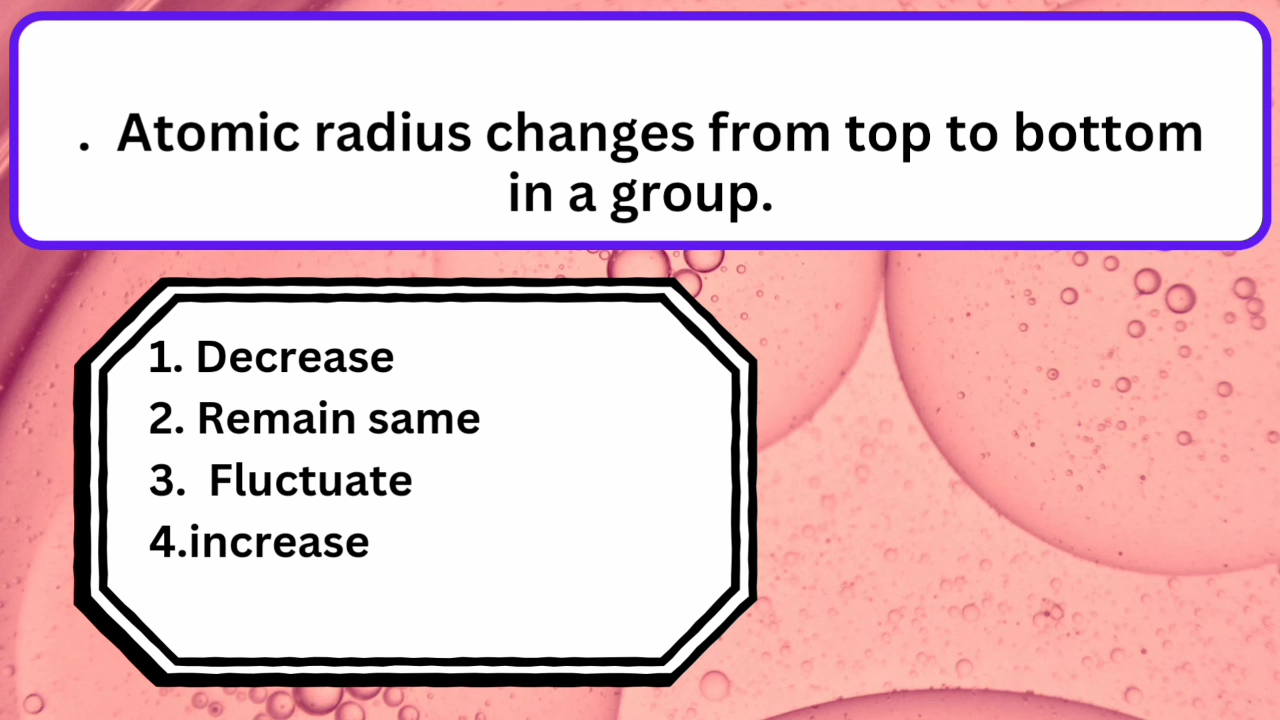 . Atomic radius changes from top to bottom
in a group.
1. Decrease
2. Remain same
3. Fluctuate
4.increase